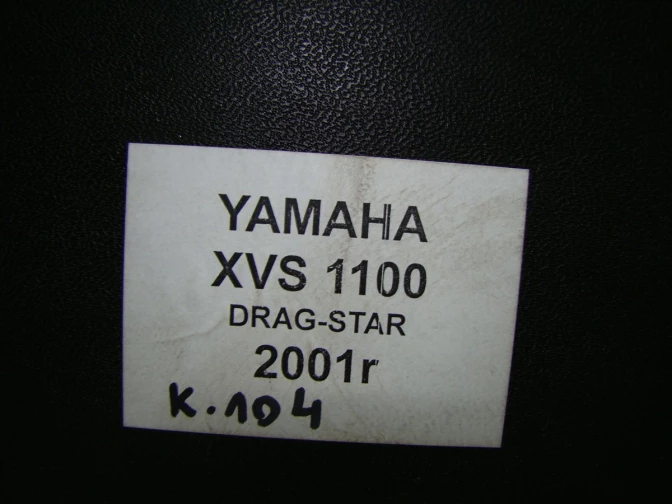 YAMAHA
XVS 1100
DRAG-STAR
2001r
K.104